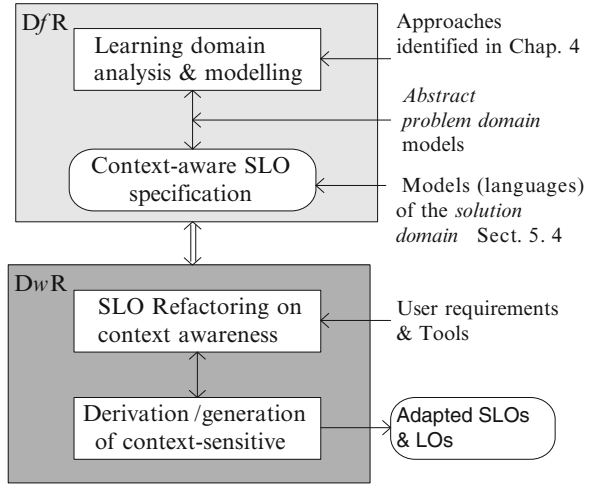 DfR
Learning domain
analysis & modelling
Approaches
identified in Chap. 4
Abstract
problem domain
models
Context-aware SLO
specification
Models (languages)
of the solution
domain Sect. 5. 4
DwR
SLO Refactoring on
context awareness
User requirements
& Tools
Derivation /generation
of context-sensitive
Adapted SLOs
& LOs